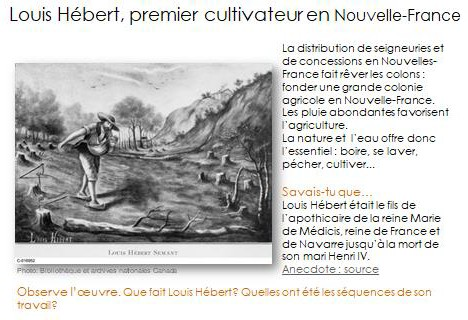 Louis Hébert, premier cultivateur en Nouvelle-France
La distribution de seigneuries et
de concessions en Nouvelles-
France fait rêver les colons :
fonder une grande colonie
agricole en Nouvelle-France.
Les pluie abondantes favorisent
l'agriculture.
La nature et l'eau offre donc
l'essentiel : boire, se laver,
pécher, cultiver...
Savais-tu que...
Louis Hébert était le fils de
l'apothicaire de la reine Marie
de Médicis, reine de France et
de Navarre jusqu'à la mort de
son mari Henri IV.
Anecdote : source
LOUIS HÉBERT
LOUIS HÉBERT SEMANT
Photo: Bibliothèque et archives nationales Canada
Observe l'œuvre. Que fait Louis Hébert? Quelles ont été les séquences de son
travail?